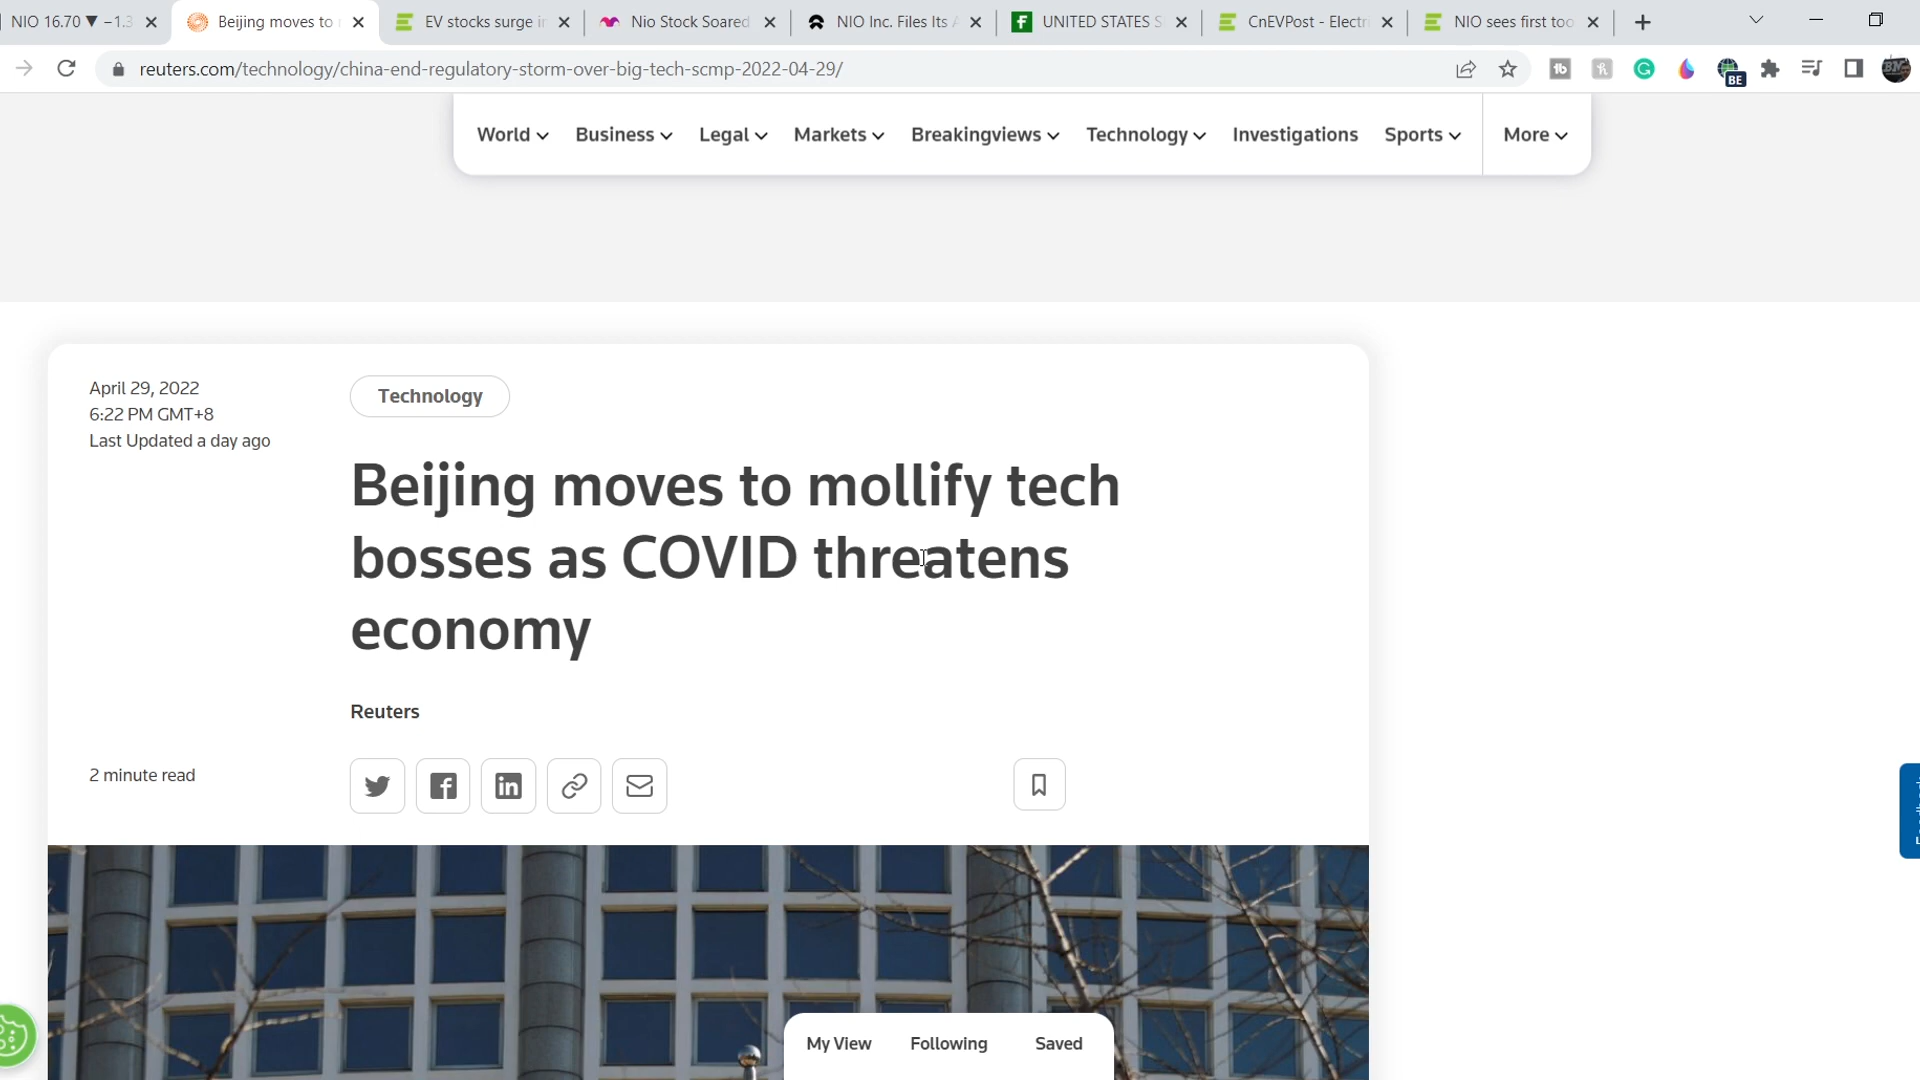 NIO 16.70 ▼ −1.3
Beijing moves to
EV stocks surge in
Nio Stock Soared
NIO Inc. Files Its A
UNITED STATES S
CnEVPost - Electri
NIO sees first too
reuters.com/technology/china-end-regulatory-storm-over-big-tech-scmp-2022-04-29/
BE
World
Business
Legal
Markets
Breakingviews
Technology
Investigations
Sports
More
April 29, 2022
6:22 PM GMT+8
Last Updated a day ago
Technology
Beijing moves to mollify tech
bosses as COVID threatens
economy
Reuters
2 minute read
My View
Following
Saved